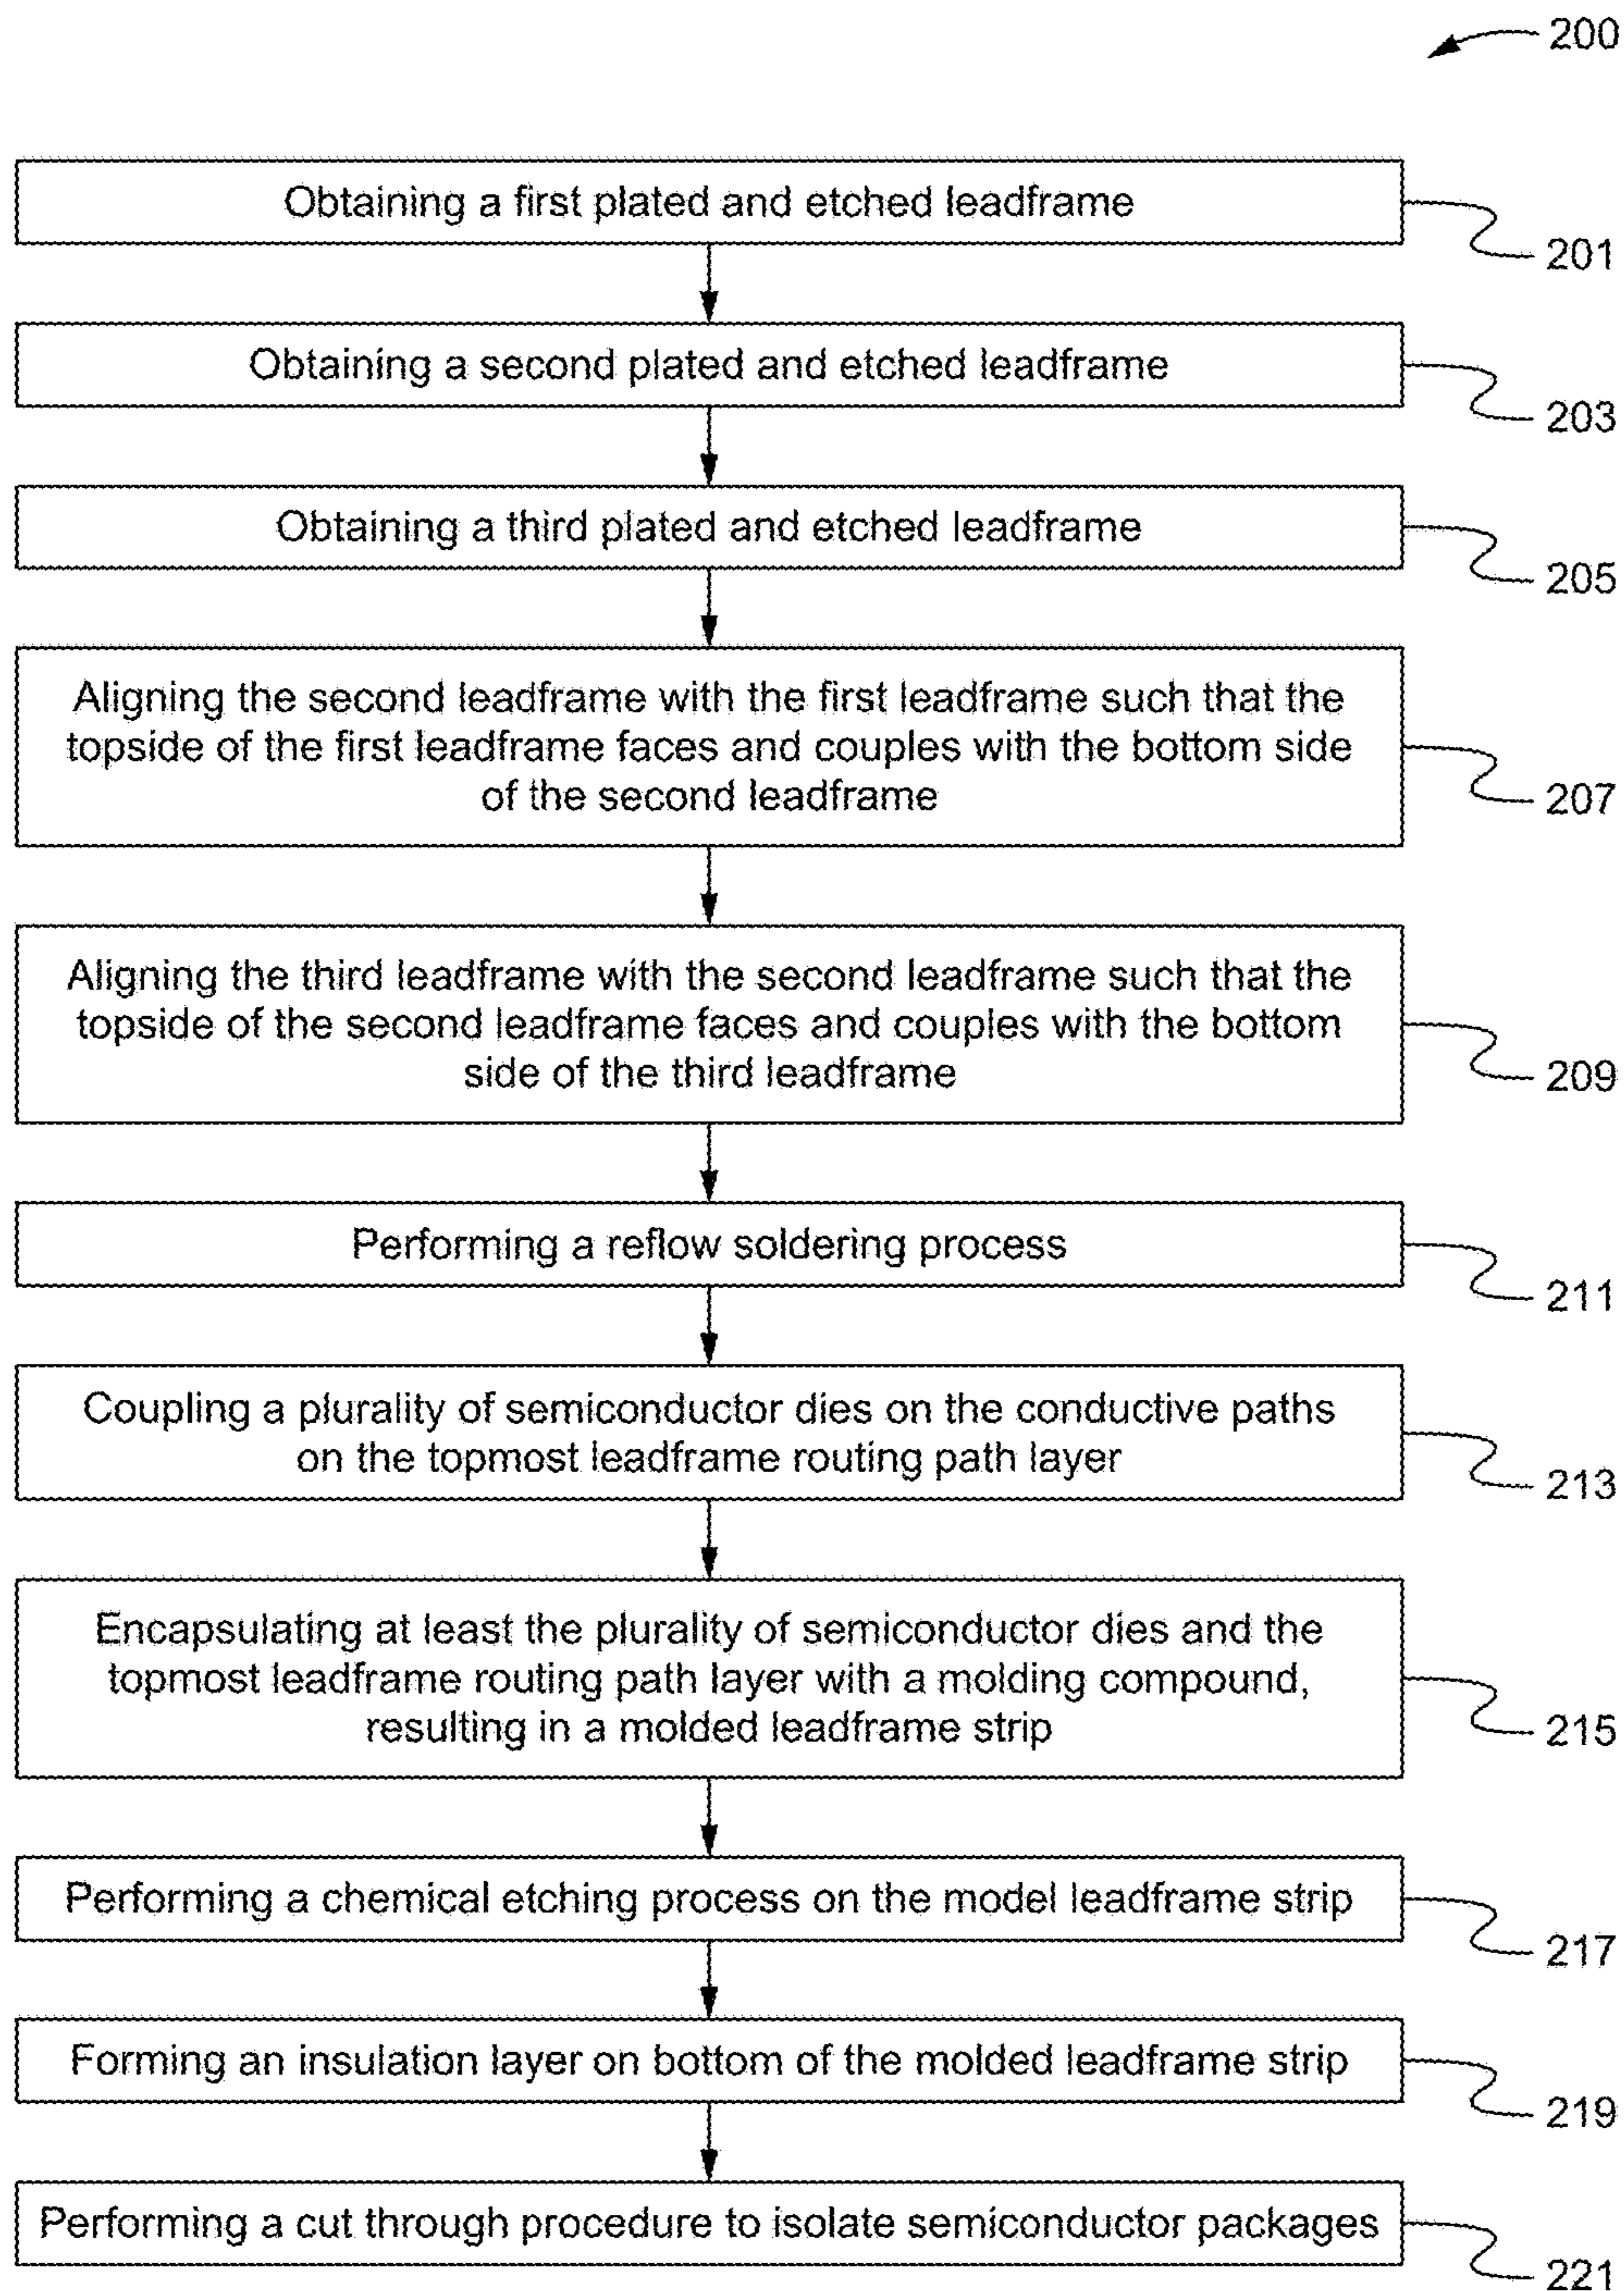 200
Obtaining a first plated and etched leadframe
201
Obtaining a second plated and etched leadframe
203
Obtaining a third plated and etched leadframe
205
Aligning the second leadframe with the first leadframe such that the
topside of the first leadframe faces and couples with the bottom side
of the second leadframe
207
Aligning the third leadframe with the second leadframe such that the
topside of the second leadframe faces and couples with the bottom
side of the third leadframe
209
Performing a reflow soldering process
211
Coupling a plurality of semiconductor dies on the conductive paths
on the topmost leadframe routing path layer
213
Encapsulating at least the plurality of semiconductor dies and the
topmost leadframe routing path layer with a molding compound,
resulting in a molded leadframe strip
215
Performing a chemical etching process on the model leadframe strip
217
Forming an insulation layer on bottom of the molded leadframe strip
219
Performing a cut through procedure to isolate semiconductor packages
221